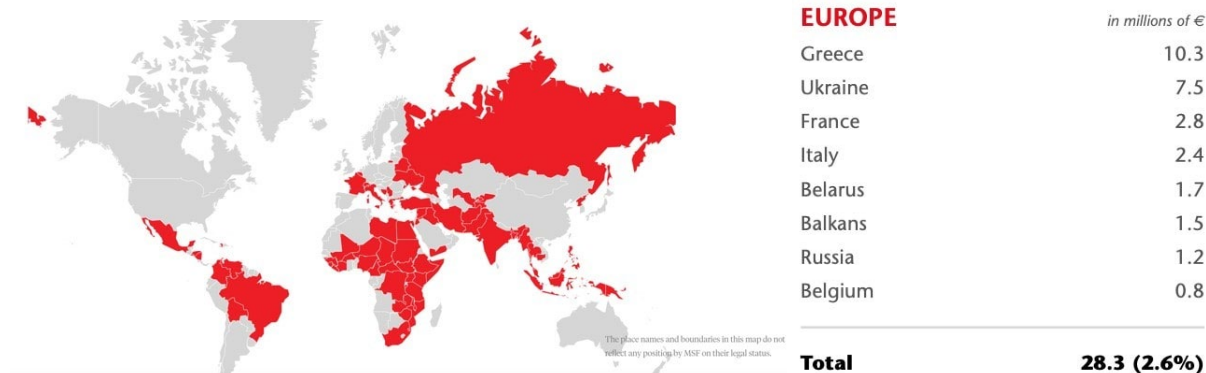 The place names and boundaries in this map do not
reflect any position by MSF on their legal status.
EUROPE in millions of €
Greece 10.3
Ukraine 7.5
France 2.8
Italy 2.4
Belarus 1.7
Balkans 1.5
Russia 1.2
Belgium 0.8
Total 28.3 (2.6%)